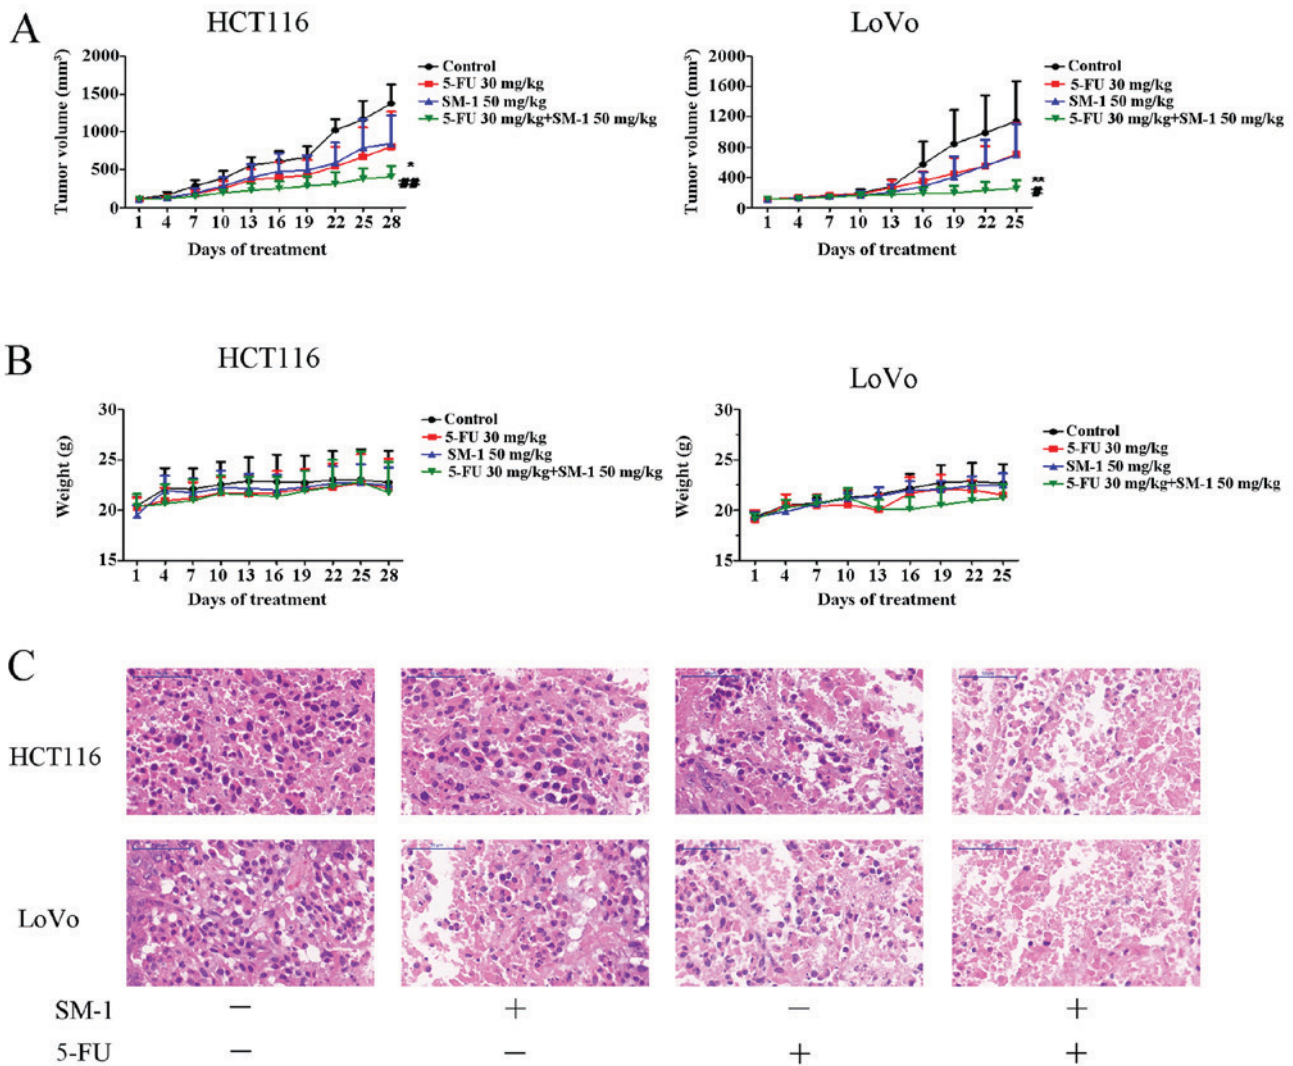 A
HCT116
LoVo
Tumor volume (mm³)
2000
1500
1000
500
0
1 4 7 10 13 16 19 22 25 28
Days of treatment
Control
5-FU 30 mg/kg
SM-1 50 mg/kg
5-FU 30 mg/kg+SM-1 50 mg/kg
*
##
Tumor volume (mm³)
2000
1600
1200
800
400
0
1 4 7 10 13 16 19 22 25
Days of treatment
Control
5-FU 30 mg/kg
SM-1 50 mg/kg
5-FU 30 mg/kg+SM-1 50 mg/kg
**
#
B
HCT116
LoVo
Weight (g)
30
25
20
15
1 4 7 10 13 16 19 22 25 28
Days of treatment
Control
5-FU 30 mg/kg
SM-1 50 mg/kg
5-FU 30 mg/kg+SM-1 50 mg/kg
Weight (g)
30
25
20
15
1 4 7 10 13 16 19 22 25
Days of treatment
Control
5-FU 30 mg/kg
SM-1 50 mg/kg
5-FU 30 mg/kg+SM-1 50 mg/kg
C
HCT116
LoVo
SM-1 − + − +
5-FU − − + +